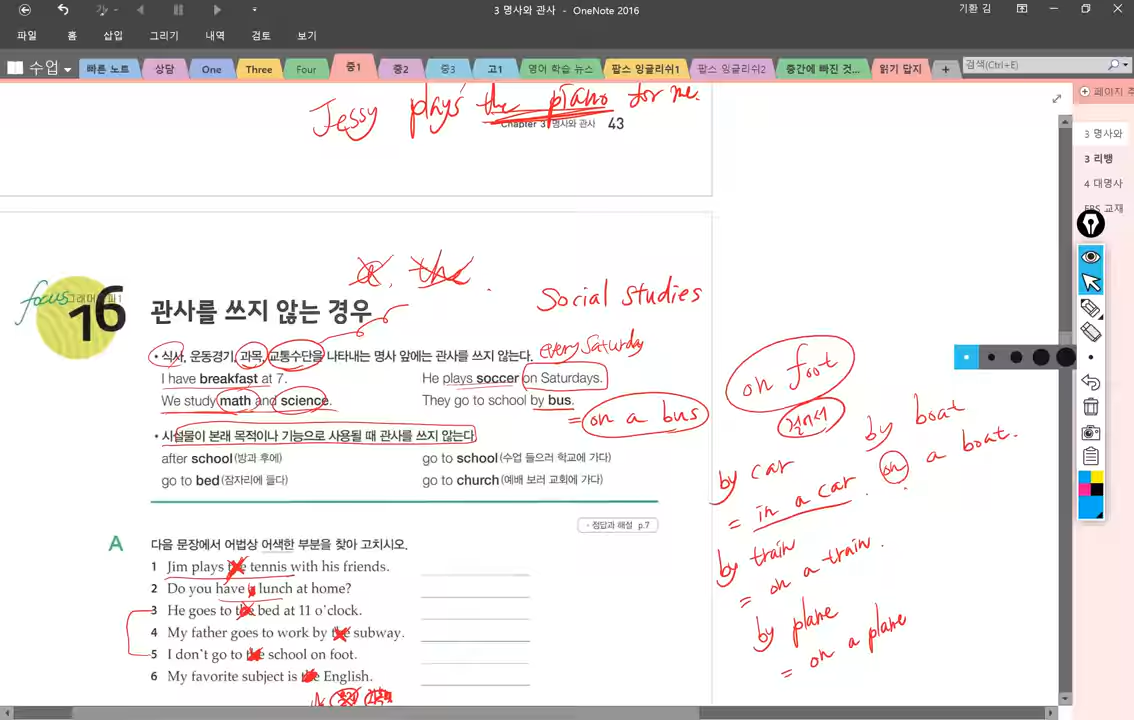 3 명사와 관사 - OneNote 2016
기환 김
파일 홈 삽입 그리기 내역 검토 보기
수업 빠른 노트 상담 One Three Four 중1 중2 중3 고1 영어 학습 뉴스 팝스 잉글리쉬1 팝스 잉글리쉬2 중간에 빠진 것... 읽기 답지 + 검색(Ctrl+E)
페이지 추
3 명사와
3 리뱅
4 대명사
EBS 교재
Jessy plays the piano for me.
Chapter 3 명사와 관사 43
a, the.
focus
16 관사를 쓰지 않는 경우
Social studies
• 식사, 운동경기, 과목, 교통수단을 나타내는 명사 앞에는 관사를 쓰지 않는다.
every Saturday
I have breakfast at 7. He plays soccer on Saturdays.
We study math and science. They go to school by bus.
= on a bus
• 시설물이 본래 목적이나 기능으로 사용될 때 관사를 쓰지 않는다
after school (방과 후에) go to school (수업 들으러 학교에 가다)
go to bed (잠자리에 들다) go to church (예배 보러 교회에 가다)
on foot
걸어서
by boat
on a boat.
by car
= in a car.
by train
= on a train.
by plane
= on a plane
• 정답과 해설 p.7
A 다음 문장에서 어법상 어색한 부분을 찾아 고치시오.
1 Jim plays the tennis with his friends.
2 Do you have a lunch at home?
3 He goes to the bed at 11 o'clock.
4 My father goes to work by the subway.
5 I don't go to the school on foot.
6 My favorite subject is the English.